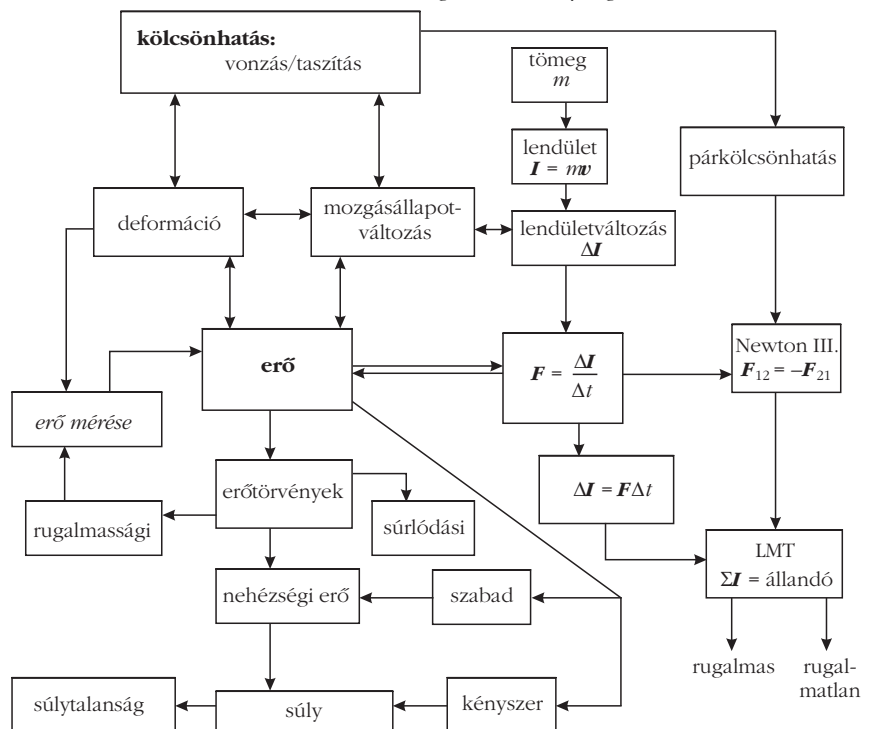 kölcsönhatás:
vonzás/taszítás
tömeg
m
lendület
I = mv
párkölcsönhatás
deformáció
mozgásállapot-
változás
lendületváltozás
ΔI
erő
F = ΔI/Δt
Newton III.
F₁₂ = –F₂₁
erő mérése
erőtörvények
ΔI = FΔt
rugalmassági
súrlódási
LMT
ΣI = állandó
nehézségi erő
szabad
rugalmas
rugal-
matlan
súlytalanság
súly
kényszer